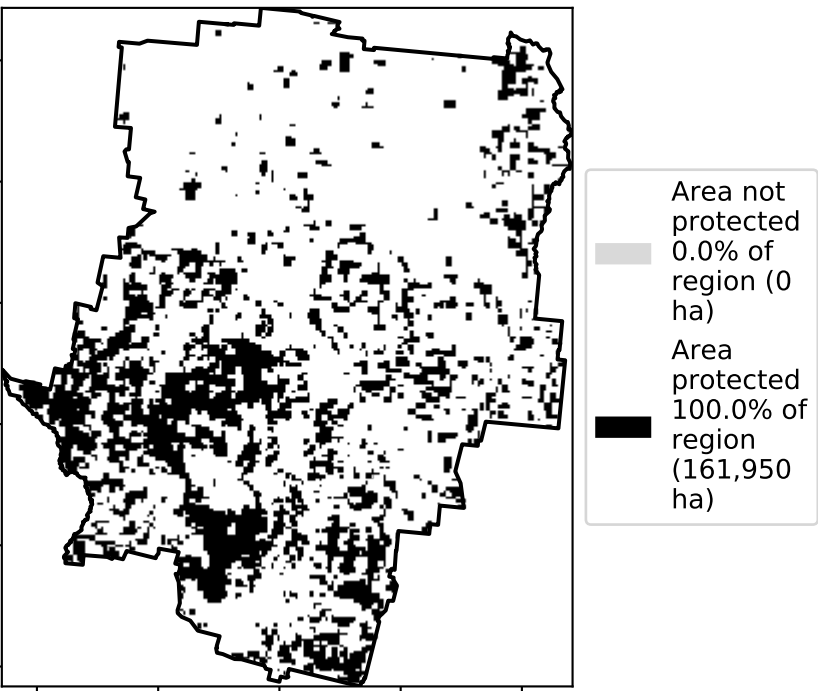 Area not
protected
0.0% of
region (0
ha)
Area
protected
100.0% of
region
(161,950
ha)